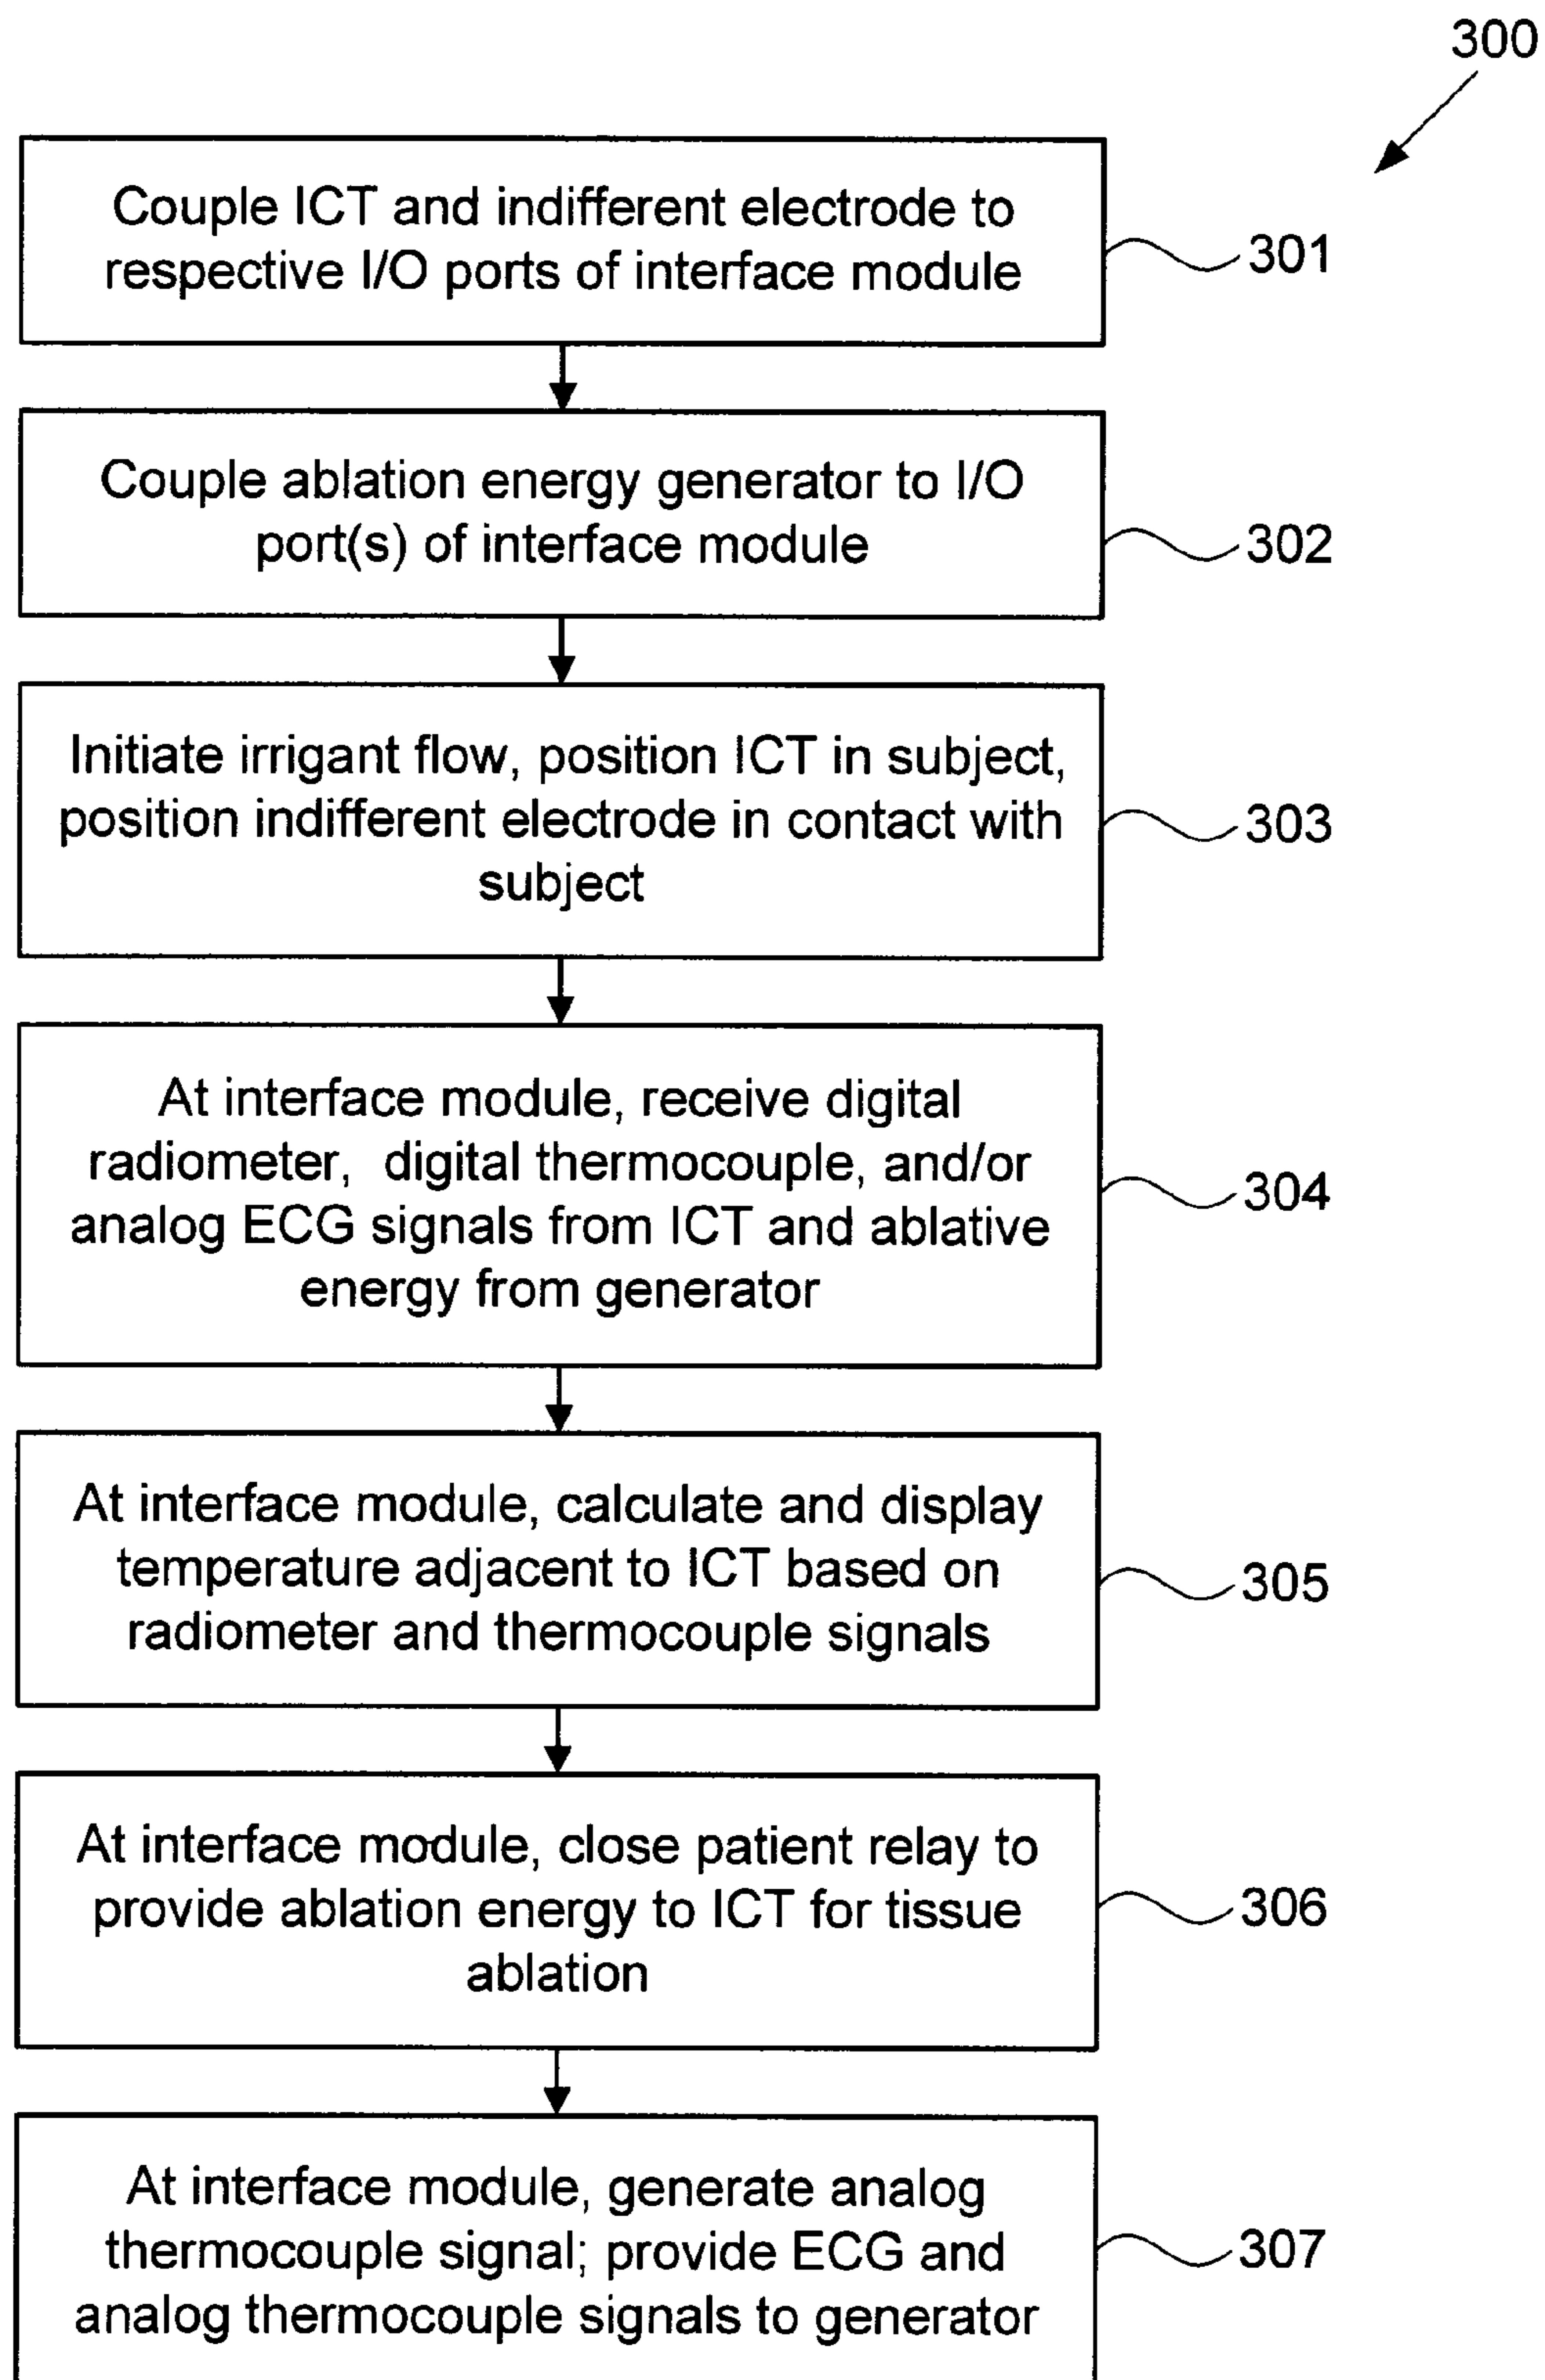 300
Couple ICT and indifferent electrode to
respective I/O ports of interface module
301
Couple ablation energy generator to I/O
port(s) of interface module
302
Initiate irrigant flow, position ICT in subject,
position indifferent electrode in contact with
subject
303
At interface module, receive digital
radiometer, digital thermocouple, and/or
analog ECG signals from ICT and ablative
energy from generator
304
At interface module, calculate and display
temperature adjacent to ICT based on
radiometer and thermocouple signals
305
At interface module, close patient relay to
provide ablation energy to ICT for tissue
ablation
306
At interface module, generate analog
thermocouple signal; provide ECG and
analog thermocouple signals to generator
307